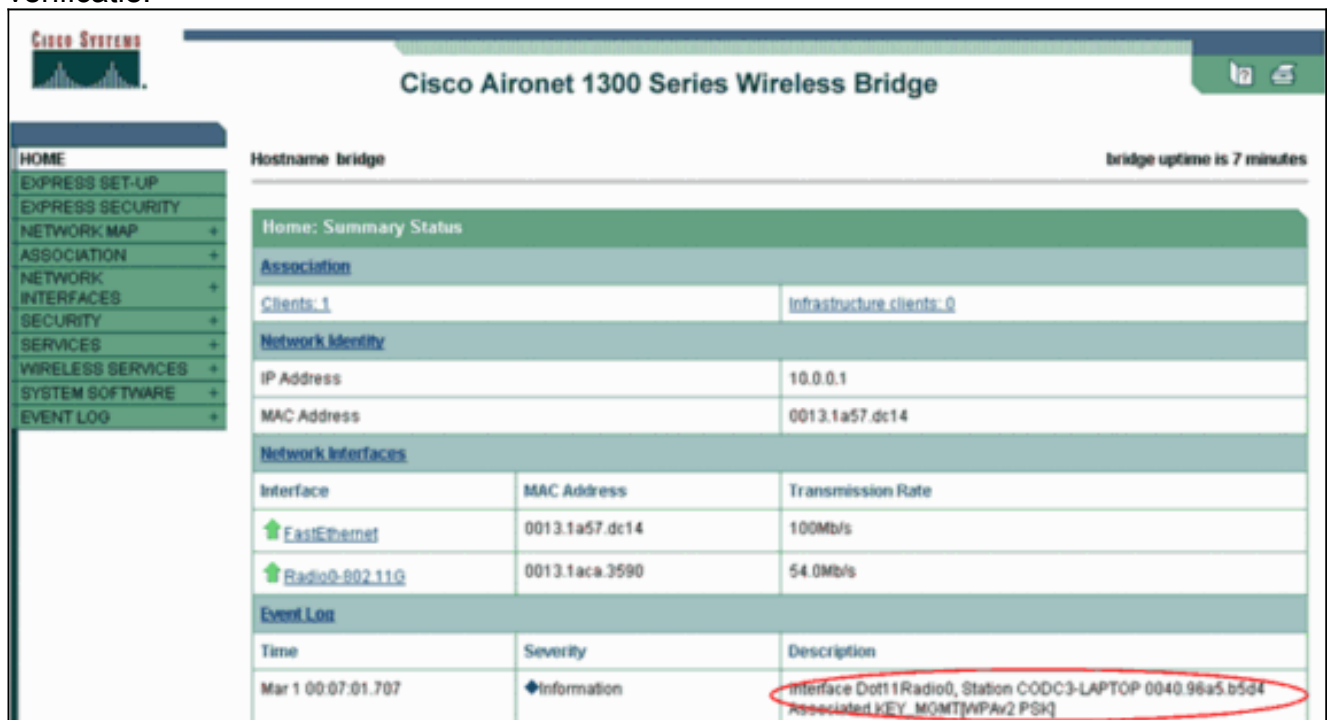 Verificatio.
CISCO SYSTEMS
Cisco Aironet 1300 Series Wireless Bridge
HOME
EXPRESS SET-UP
EXPRESS SECURITY
NETWORK MAP +
ASSOCIATION +
NETWORK
INTERFACES +
SECURITY +
SERVICES +
WIRELESS SERVICES +
SYSTEM SOFTWARE +
EVENT LOG +
Hostname bridge
bridge uptime is 7 minutes
Home: Summary Status
Association
Clients: 1 Infrastructure clients: 0
Network Identity
IP Address 10.0.0.1
MAC Address 0013.1a57.dc14
Network Interfaces
Interface MAC Address Transmission Rate
FastEthernet 0013.1a57.dc14 100Mb/s
Radio0-802.11G 0013.1aca.3590 54.0Mb/s
Event Log
Time Severity Description
Mar 1 00:07:01.707 Information Interface Dot11Radio0, Station CODC3-LAPTOP 0040.96a5.b5d4
Associated KEY_MGMT[WPAv2 PSK]